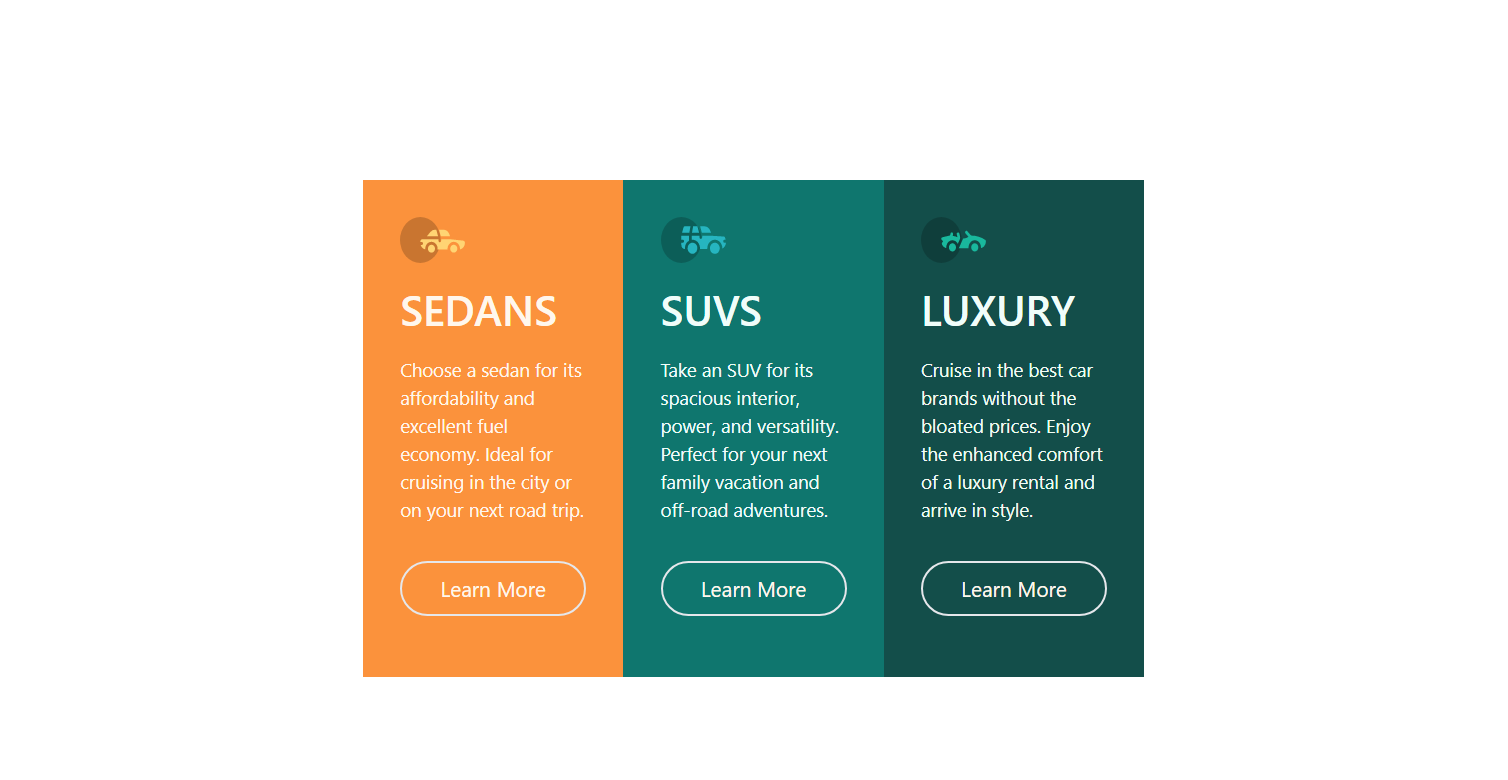 SEDANS
Choose a sedan for its
affordability and
excellent fuel
economy. Ideal for
cruising in the city or
on your next road trip.
Learn More
SUVS
Take an SUV for its
spacious interior,
power, and versatility.
Perfect for your next
family vacation and
off-road adventures.
Learn More
LUXURY
Cruise in the best car
brands without the
bloated prices. Enjoy
the enhanced comfort
of a luxury rental and
arrive in style.
Learn More